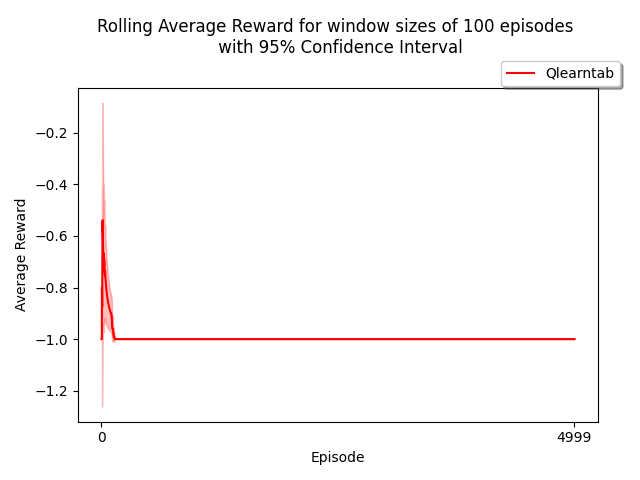 Rolling Average Reward for window sizes of 100 episodes
with 95% Confidence Interval
Qlearntab
Average Reward
−0.2
−0.4
−0.6
−0.8
−1.0
−1.2
0
4999
Episode